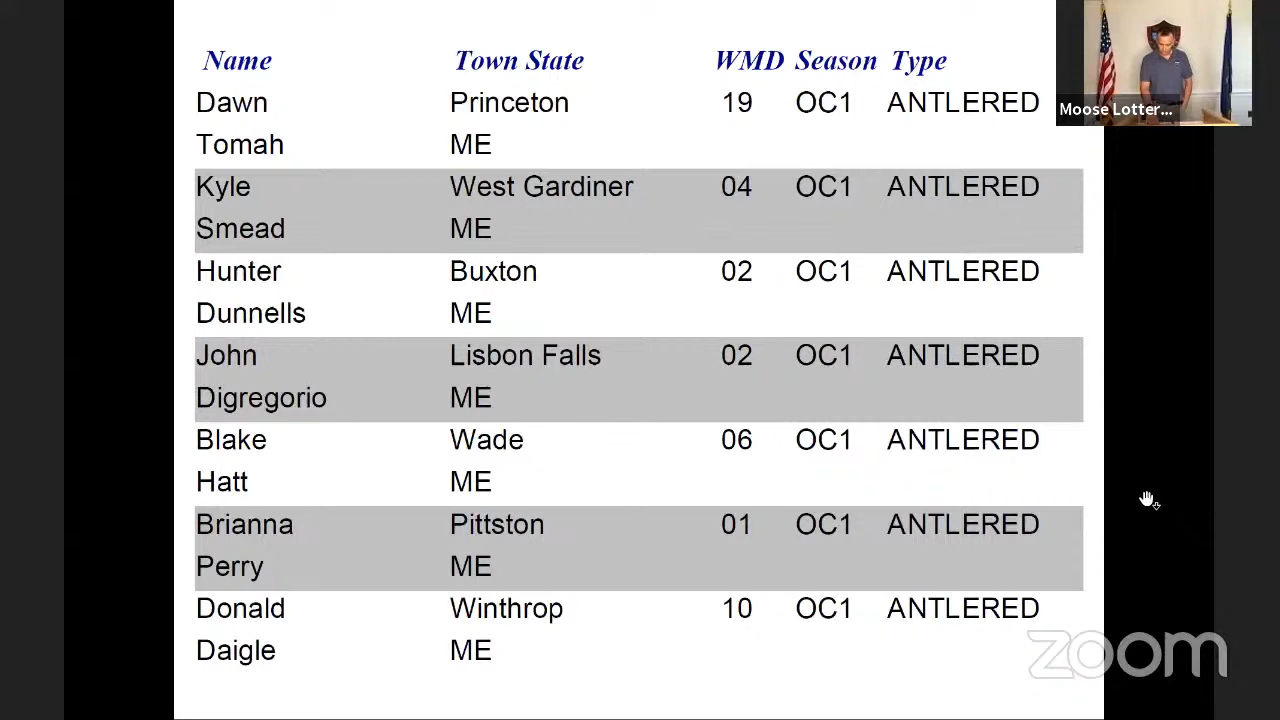 Name Town State WMD Season Type
Dawn Princeton 19 OC1 ANTLERED
Tomah ME
Kyle West Gardiner 04 OC1 ANTLERED
Smead ME
Hunter Buxton 02 OC1 ANTLERED
Dunnells ME
John Lisbon Falls 02 OC1 ANTLERED
Digregorio ME
Blake Wade 06 OC1 ANTLERED
Hatt ME
Brianna Pittston 01 OC1 ANTLERED
Perry ME
Donald Winthrop 10 OC1 ANTLERED
Daigle ME
Moose Lotter...
zoom